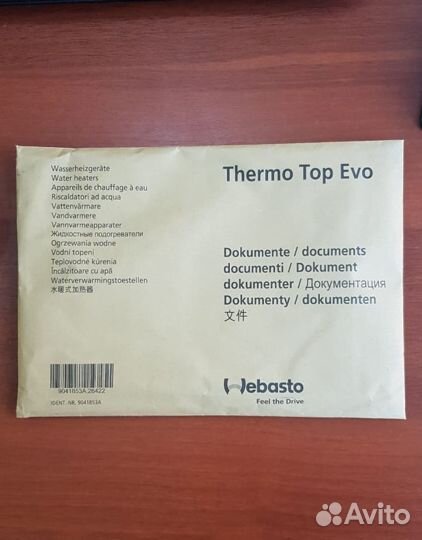 Wasserheizgeräte
Water heaters
Appareils de chauffage à eau
Riscaldatori ad acqua
Vattenvärmare
Vandvarmere
Vannvarmeapparater
Жидкостные подогреватели
Ogrzewania wodne
Vodní topení
Teplovodné kúrenia
Încălzitoare cu apă
Waterverwarmingstoestellen
水暖式加热器
9041853A.26422
IDENT.-NR. 9041853A
Thermo Top Evo
Dokumente / documents
documenti / Dokument
dokumenter / Документация
Dokumenty / dokumenten
文件
Webasto
Feel the Drive
Avito